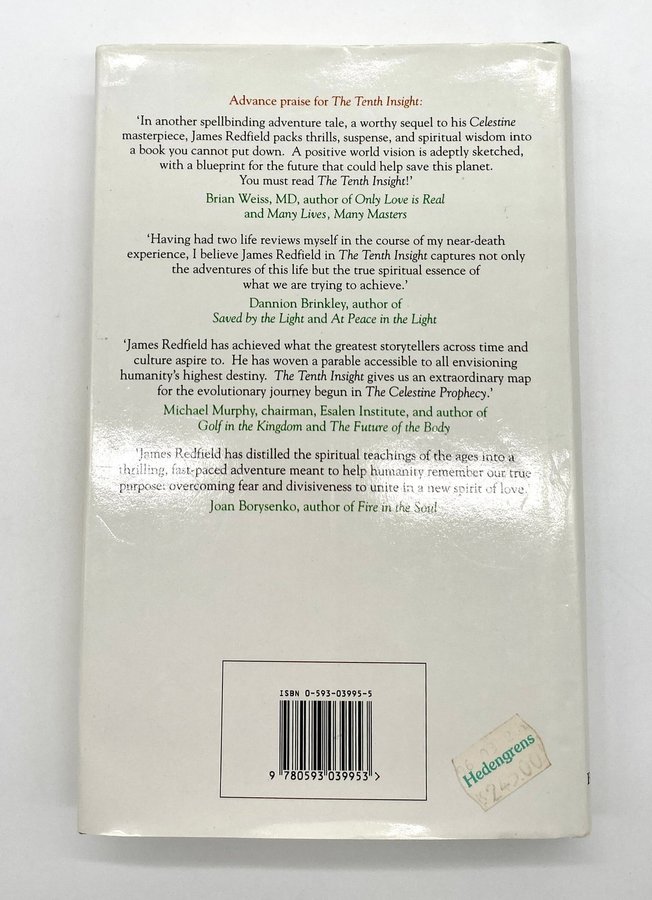 Advance praise for The Tenth Insight:
‘In another spellbinding adventure tale, a worthy sequel to his Celestine
masterpiece, James Redfield packs thrills, suspense, and spiritual wisdom into
a book you cannot put down. A positive world vision is adeptly sketched,
with a blueprint for the future that could help save this planet.
You must read The Tenth Insight!’
Brian Weiss, MD, author of Only Love is Real
and Many Lives, Many Masters
‘Having had two life reviews myself in the course of my near-death
experience, I believe James Redfield in The Tenth Insight captures not only
the adventures of this life but the true spiritual essence of
what we are trying to achieve.’
Dannion Brinkley, author of
Saved by the Light and At Peace in the Light
‘James Redfield has achieved what the greatest storytellers across time and
culture aspire to. He has woven a parable accessible to all envisioning
humanity's highest destiny. The Tenth Insight gives us an extraordinary map
for the evolutionary journey begun in The Celestine Prophecy.’
Michael Murphy, chairman, Esalen Institute, and author of
Golf in the Kingdom and The Future of the Body
‘James Redfield has distilled the spiritual teachings of the ages into a
thrilling, fast-paced adventure meant to help humanity remember our true
purpose: overcoming fear and divisiveness to unite in a new spirit of love.’
Joan Borysenko, author of Fire in the Soul
ISBN 0-593-03995-5
9 780593 039953 >
Hedengrens